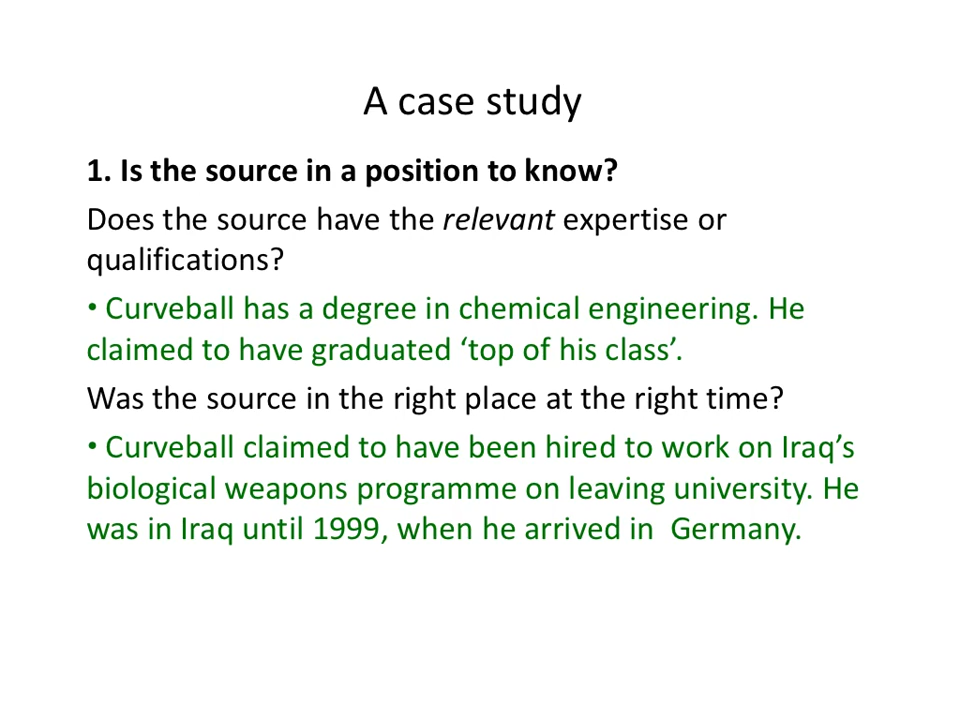 A case study
1. Is the source in a position to know?
Does the source have the relevant expertise or
qualifications?
• Curveball has a degree in chemical engineering. He
claimed to have graduated ‘top of his class’.
Was the source in the right place at the right time?
• Curveball claimed to have been hired to work on Iraq’s
biological weapons programme on leaving university. He
was in Iraq until 1999, when he arrived in  Germany.